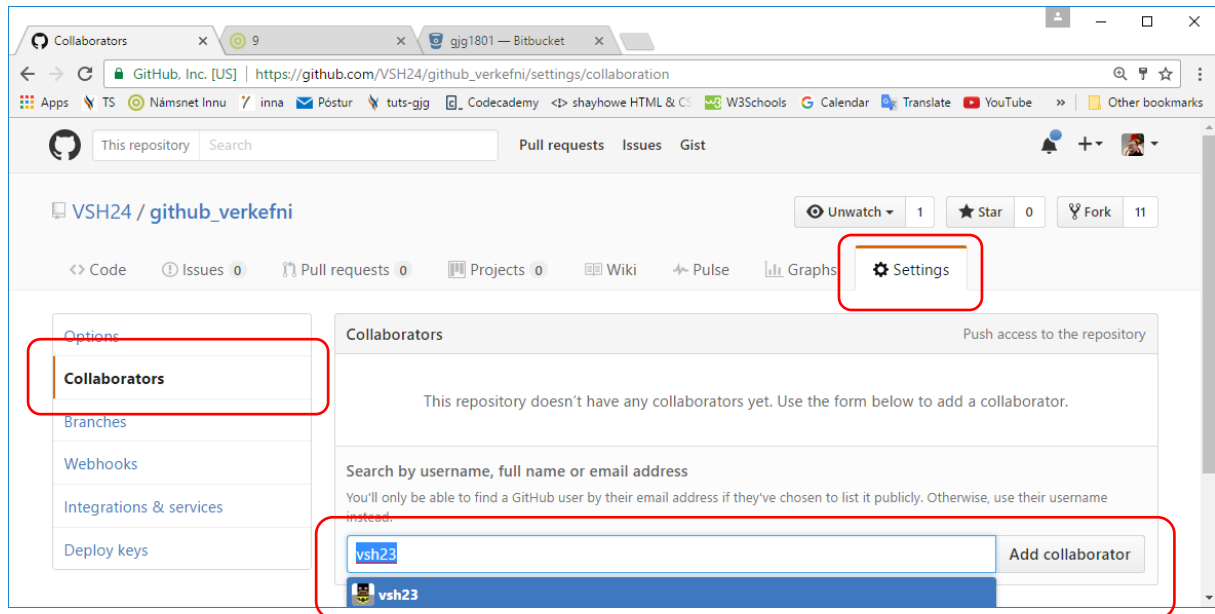 Collaborators 9 gjg1801 — Bitbucket
GitHub, Inc. [US] https://github.com/VSH24/github_verkefni/settings/collaboration
Apps TS Námsnet Innu inna Póstur tuts-gjg Codecademy shayhowe HTML & CS W3Schools Calendar Translate YouTube » Other bookmarks
This repository Search Pull requests Issues Gist
VSH24 / github_verkefni Unwatch 1 Star 0 Fork 11
Code Issues 0 Pull requests 0 Projects 0 Wiki Pulse Graphs Settings
Options
Collaborators
Branches
Webhooks
Integrations & services
Deploy keys
Collaborators Push access to the repository
This repository doesn't have any collaborators yet. Use the form below to add a collaborator.
Search by username, full name or email address
You'll only be able to find a GitHub user by their email address if they've chosen to list it publicly. Otherwise, use their username
instead.
vsh23 Add collaborator
vsh23